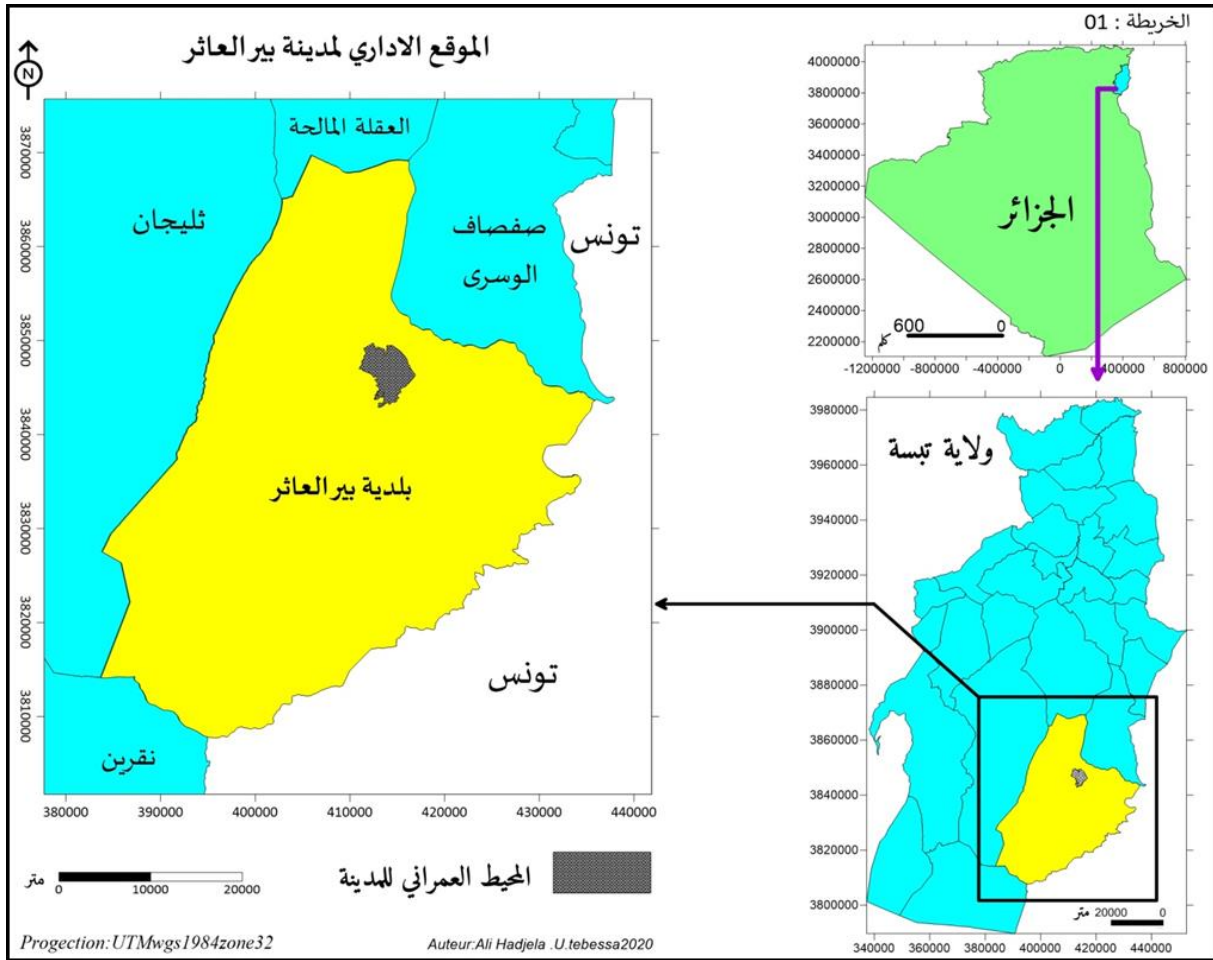 الخريطة : 01
الموقع الاداري لمدينة بير العاثر
N
العقلة المالحة
ثليجان
صفصاف
الوسرى
تونس
بلدية بير العاثر
تونس
نقرين
3870000
3860000
3850000
3840000
3830000
3820000
3810000
380000 390000 400000 410000 420000 430000 440000
متر
0 10000 20000
المحيط العمراني للمدينة
Progection:UTMwgs1984zone32
Auteur:Ali Hadjela .U.tebessa2020
4000000
3800000
3600000
3400000
3200000
3000000
2800000
2600000
2400000
2200000
الجزائر
600 0
كلم
-1200000 -800000 -400000 0 400000 800000
3980000
3960000
3940000
3920000
3900000
3880000
3860000
3840000
3820000
3800000
ولاية تبسة
متر 20000 0
340000 360000 380000 400000 420000 440000